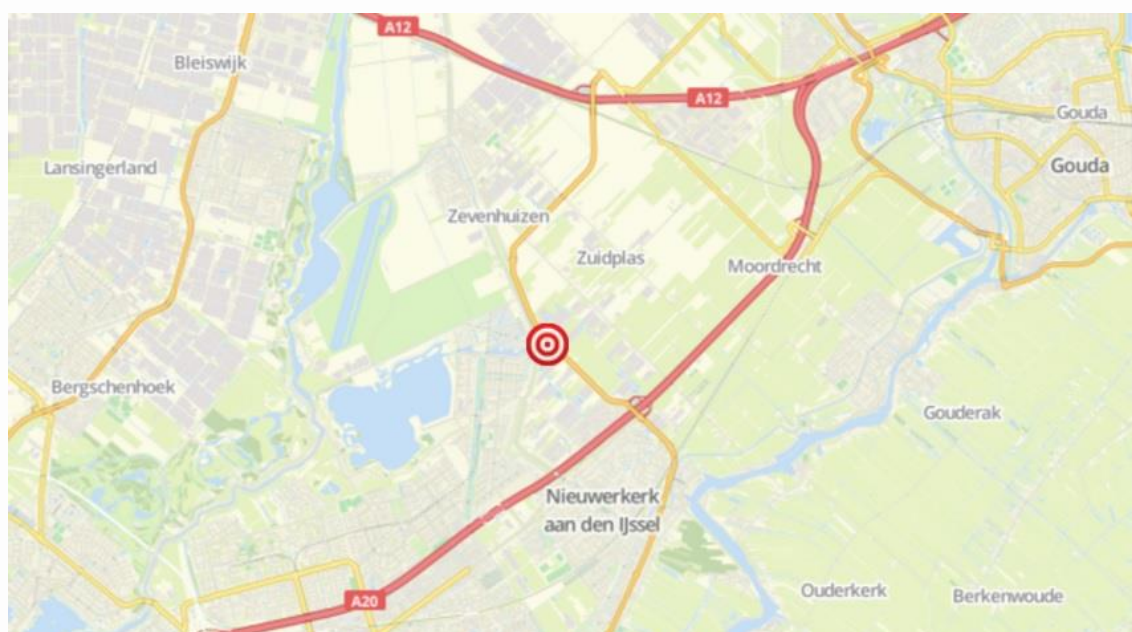 A12
Bleiswijk
A12
Gouda
Lansingerland
Gouda
Zevenhuizen
Zuidplas
Moordrecht
Bergschenhoek
Gouderak
Nieuwerkerk
aan den IJssel
Ouderkerk
Berkenwoude
A20